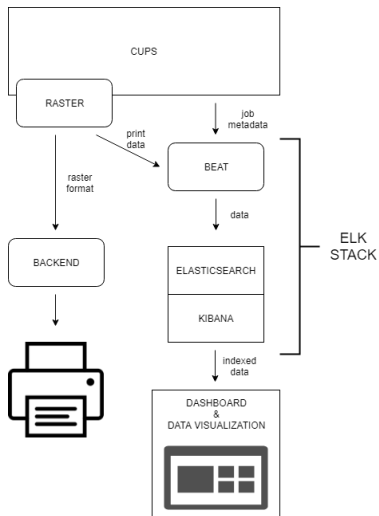 CUPS
RASTER
job
metadata
print
data
raster
format
BEAT
data
BACKEND
ELASTICSEARCH
KIBANA
ELK
STACK
indexed
data
DASHBOARD
&
DATA VISUALIZATION